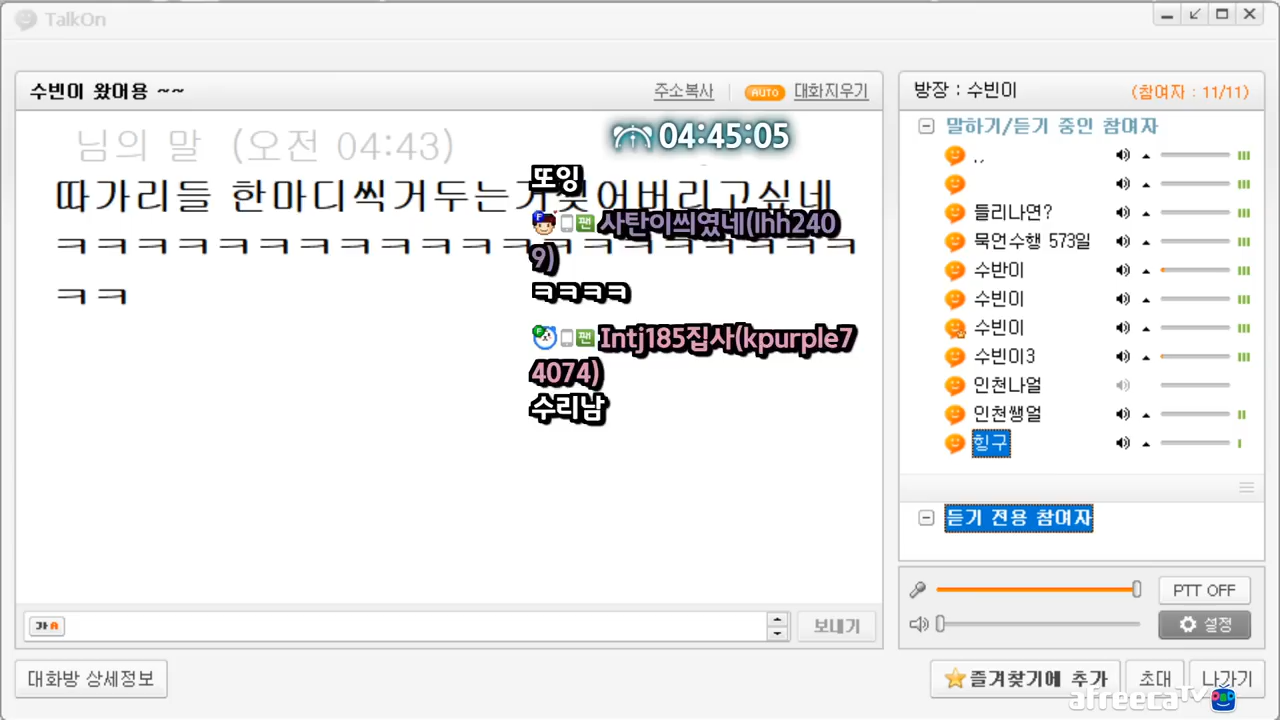 TalkOn
수빈이 왔어용 ~~
주소복사
AUTO
대화지우기
님의 말 (오전 04:43)
따가리들 한마디씩거두는거
어버리고싶네
ㅋㅋㅋㅋㅋㅋㅋㅋㅋㅋㅋㅋㅋㅋㅋㅋㅋㅋㅋㅋ
ㅋㅋ
04:45:05
또잉
F 팬 사탄이씌였네(lhh240
9)
ㅋㅋㅋㅋ
F 팬 Intj185집사(kpurple7
4074)
수리남
방장 : 수빈이
(참여자 : 11/11)
말하기/듣기 중인 참여자
..
들리나면?
묵언수행 573일
수반이
수빈이
수빈이
수빈이3
인천나얼
인천쌩얼
힝구
듣기 전용 참여자
PTT OFF
설정
가A
보내기
대화방 상세정보
즐겨찾기에 추가
초대
나가기
afreecaTV